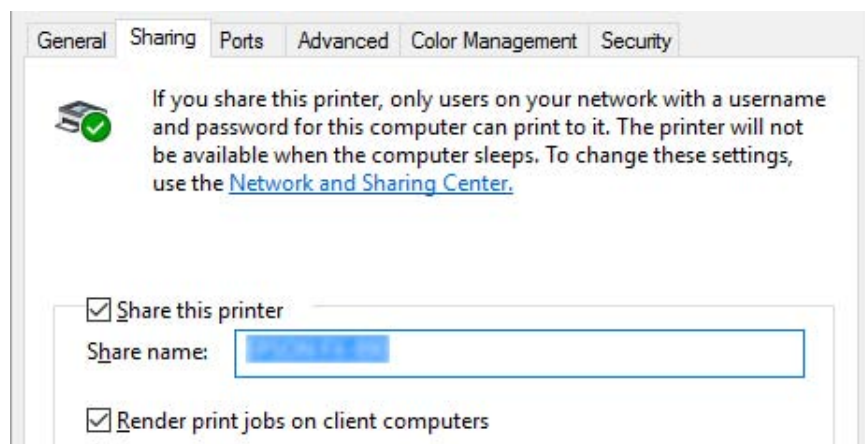 General Sharing Ports Advanced Color Management Security
If you share this printer, only users on your network with a username
and password for this computer can print to it. The printer will not
be available when the computer sleeps. To change these settings,
use the Network and Sharing Center.
Share this printer
Share name:
Render print jobs on client computers